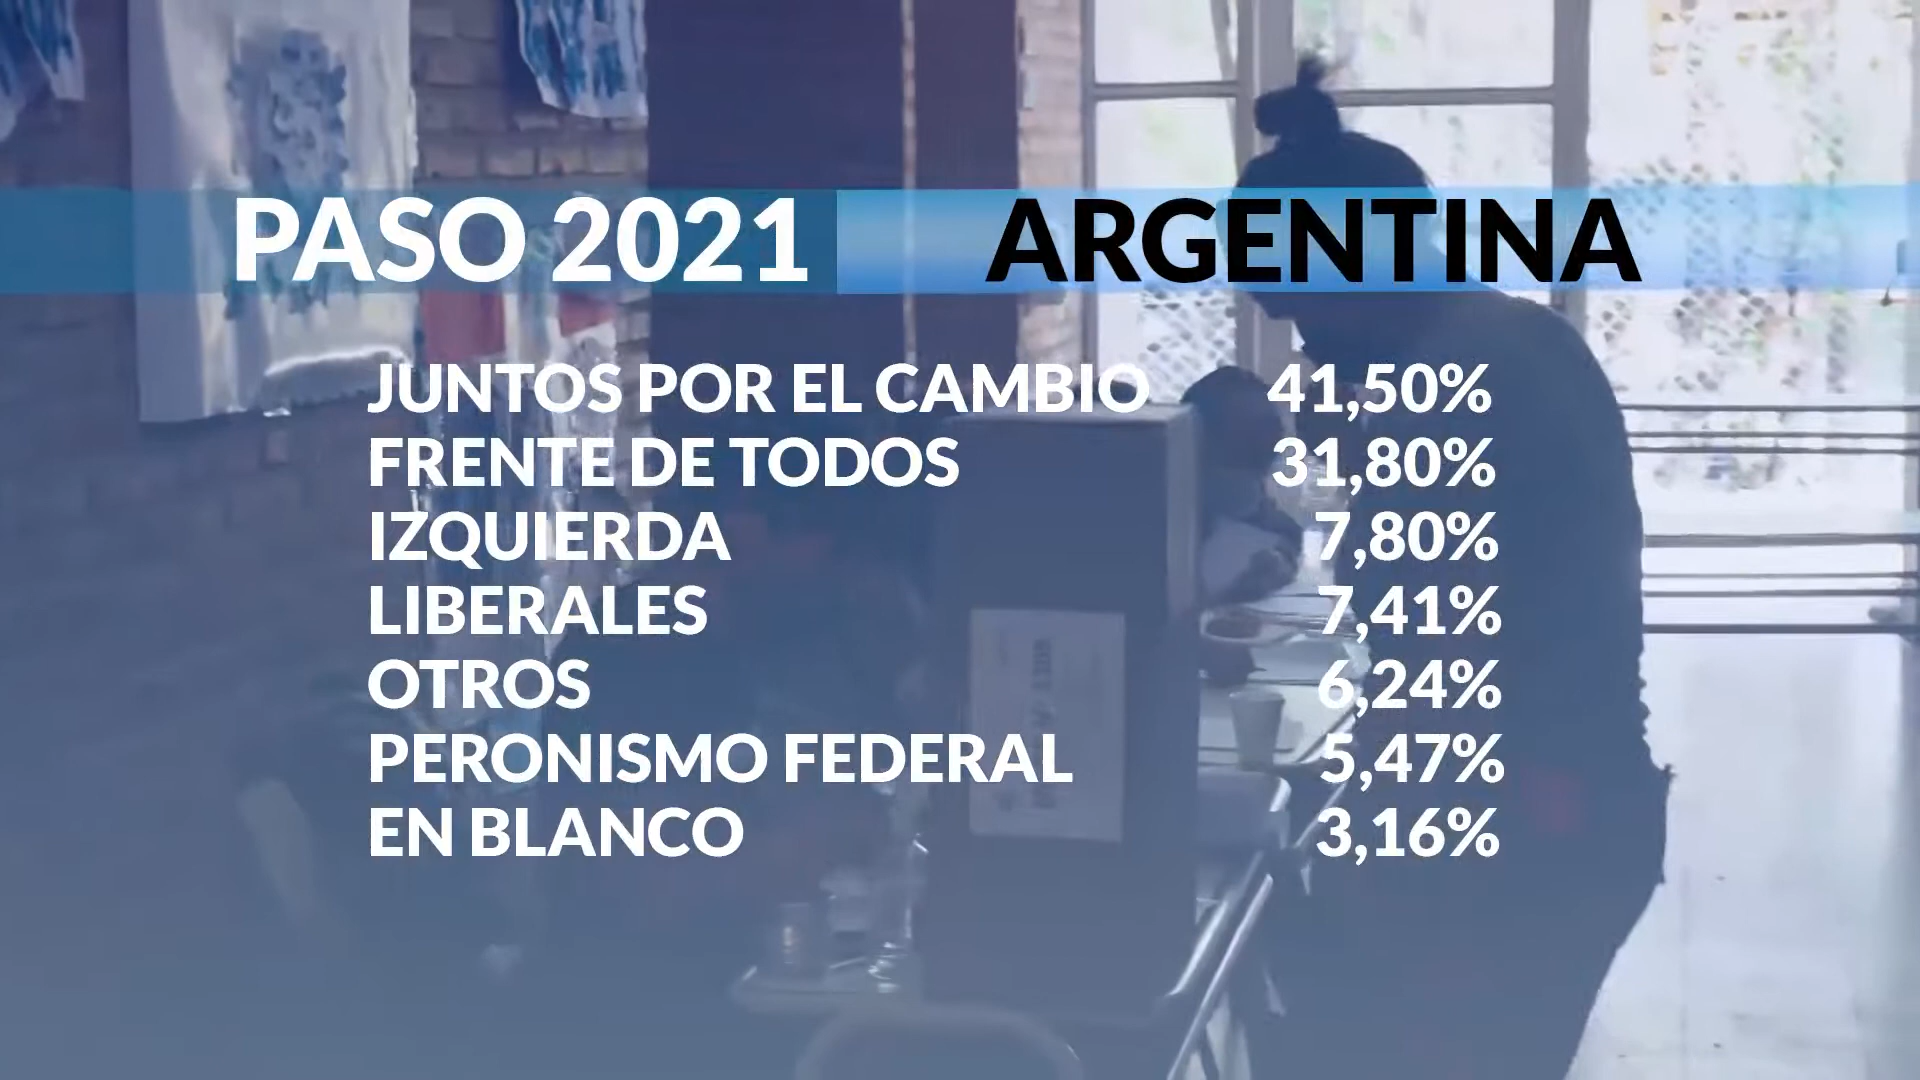 PASO 2021 ARGENTINA
JUNTOS POR EL CAMBIO 41,50%
FRENTE DE TODOS 31,80%
IZQUIERDA 7,80%
LIBERALES 7,41%
OTROS 6,24%
PERONISMO FEDERAL 5,47%
EN BLANCO 3,16%